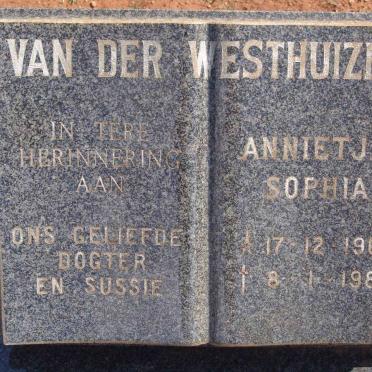 VAN DER WESTHUIZE
IN TERE
HERINNERING
AAN
ONS GELIEFDE
DOGTER
EN SUSSIE
ANNIETJ
SOPHIA
17-12-19
8-1-198